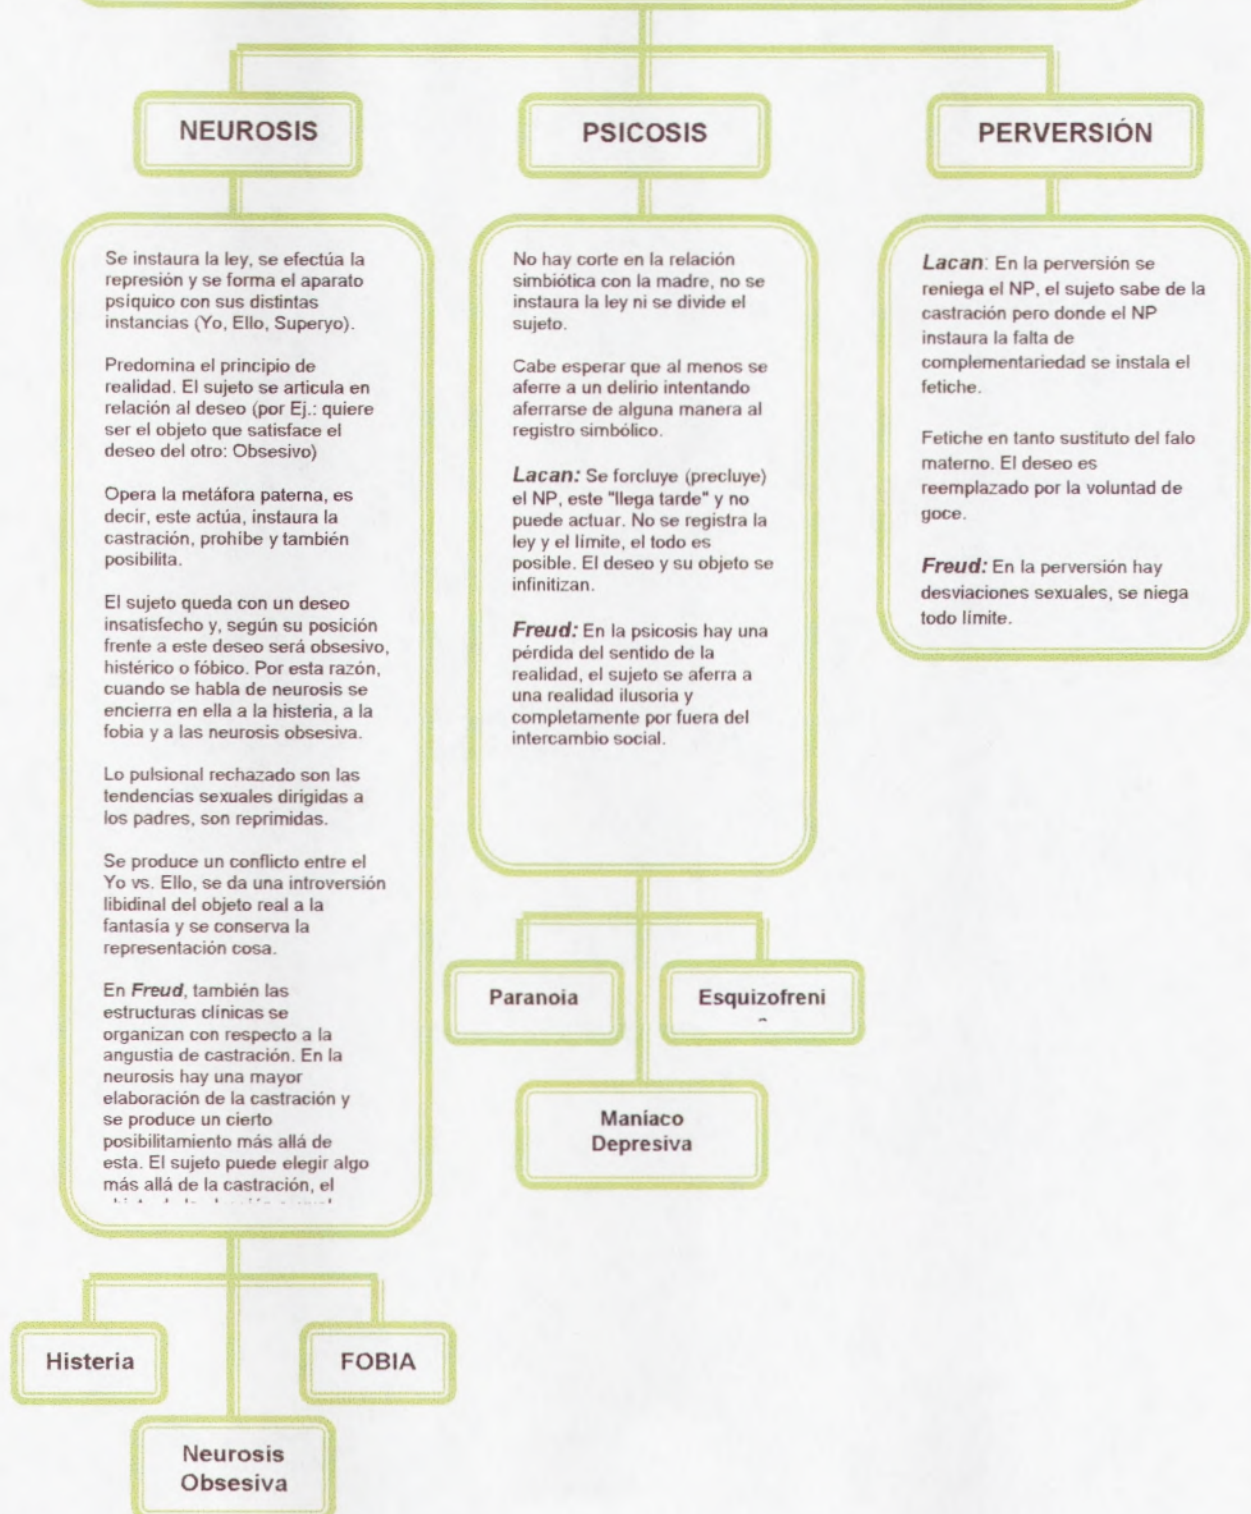 NEUROSIS
Se instaura la ley, se efectúa la
represión y se forma el aparato
psíquico con sus distintas
instancias (Yo, Ello, Superyo).
Predomina el principio de
realidad. El sujeto se articula en
relación al deseo (por Ej.: quiere
ser el objeto que satisface el
deseo del otro: Obsesivo)
Opera la metáfora paterna, es
decir, este actúa, instaura la
castración, prohíbe y también
posibilita.
El sujeto queda con un deseo
insatisfecho y, según su posición
frente a este deseo será obsesivo,
histérico o fóbico. Por esta razón,
cuando se habla de neurosis se
encierra en ella a la histeria, a la
fobia y a las neurosis obsesiva.
Lo pulsional rechazado son las
tendencias sexuales dirigidas a
los padres, son reprimidas.
Se produce un conflicto entre el
Yo vs. Ello, se da una introversión
libidinal del objeto real a la
fantasía y se conserva la
representación cosa.
En Freud, también las
estructuras clínicas se
organizan con respecto a la
angustia de castración. En la
neurosis hay una mayor
elaboración de la castración y
se produce un cierto
posibilitamiento más allá de
esta. El sujeto puede elegir algo
más allá de la castración, el
Histeria
FOBIA
Neurosis
Obsesiva
PSICOSIS
No hay corte en la relación
simbiótica con la madre, no se
instaura la ley ni se divide el
sujeto.
Cabe esperar que al menos se
aferre a un delirio intentando
aferrarse de alguna manera al
registro simbólico.
Lacan: Se forcluye (precluye)
el NP, este "llega tarde" y no
puede actuar. No se registra la
ley y el límite, el todo es
posible. El deseo y su objeto se
infinitizan.
Freud: En la psicosis hay una
pérdida del sentido de la
realidad, el sujeto se aferra a
una realidad ilusoria y
completamente por fuera del
intercambio social.
Paranoia
Esquizofreni
Maníaco
Depresiva
PERVERSIÓN
Lacan: En la perversión se
reniega el NP, el sujeto sabe de la
castración pero donde el NP
instaura la falta de
complementariedad se instala el
fetiche.
Fetiche en tanto sustituto del falo
materno. El deseo es
reemplazado por la voluntad de
goce.
Freud: En la perversión hay
desviaciones sexuales, se niega
todo límite.